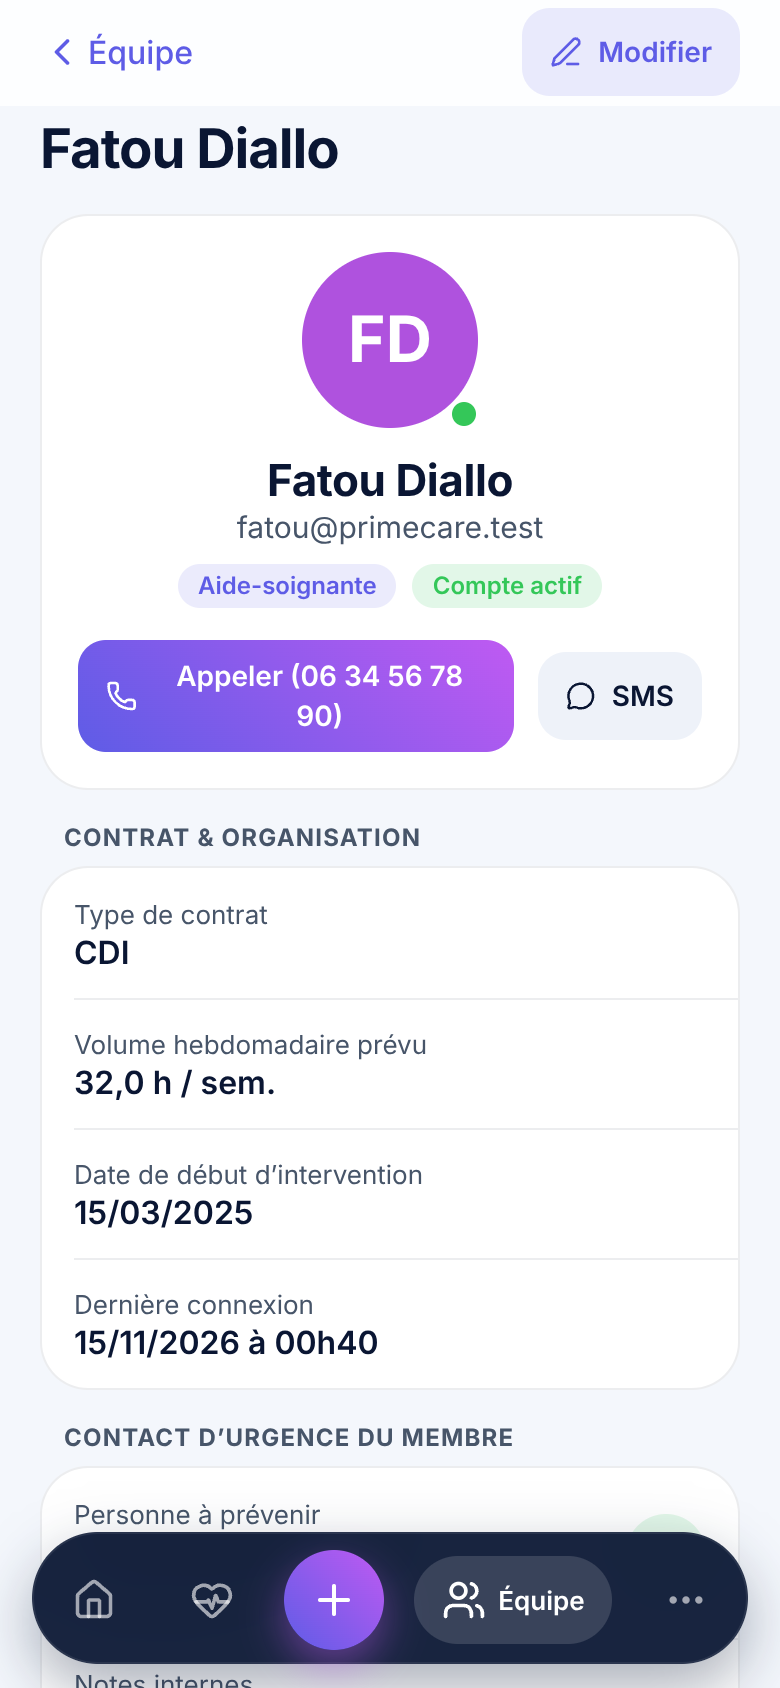 Équipe
Modifier
Fatou Diallo
FD
Fatou Diallo
fatou@primecare.test
Aide-soignante
Compte actif
Appeler (06 34 56 78
90)
SMS
CONTRAT & ORGANISATION
Type de contrat
CDI
Volume hebdomadaire prévu
32,0 h / sem.
Date de début d’intervention
15/03/2025
Dernière connexion
15/11/2026 à 00h40
CONTACT D’URGENCE DU MEMBRE
Personne à prévenir
Équipe
Notes internes